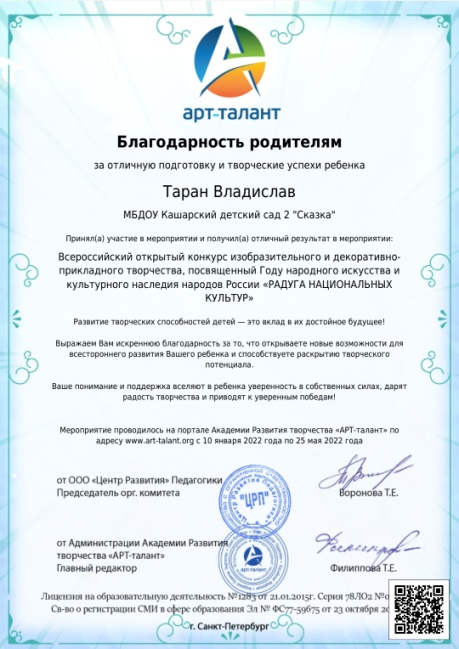 арт-талант
Благодарность родителям
за отличную подготовку и творческие успехи ребенка
Таран Владислав
МБДОУ Кашарский детский сад 2 "Сказка"
Принял(а) участие в мероприятии и получил(а) отличный результат в мероприятии:
Всероссийский открытый конкурс изобразительного и декоративно-
прикладного творчества, посвященный Году народного искусства и
культурного наследия народов России «РАДУГА НАЦИОНАЛЬНЫХ
КУЛЬТУР»
Развитие творческих способностей детей — это вклад в их достойное будущее!
Выражаем Вам искреннюю благодарность за то, что открываете новые возможности для
всестороннего развития Вашего ребенка и способствуете раскрытию творческого
потенциала.
Ваше понимание и поддержка вселяют в ребенка уверенность в собственных силах, дарят
радость творчества и приводят к уверенным победам!
Мероприятие проводилось на портале Академии Развития творчества «АРТ-талант» по
адресу www.art-talant.org с 10 января 2022 года по 25 мая 2022 года
от ООО «Центр Развития» Педагогики
Председатель орг. комитета
"ЦРП"
Воронова Т.Е.
от Администрации Академии Развития
творчества «АРТ-талант»
Главный редактор
арт-талант
Филиппова Т.Е.
Лицензия на образовательную деятельность №1283 от 21.01.2015г. Серия 78ЛО2
Св-во о регистрации СМИ в сфере образования Эл № ФС77-59675 от 23 октября
г. Санкт-Петербург